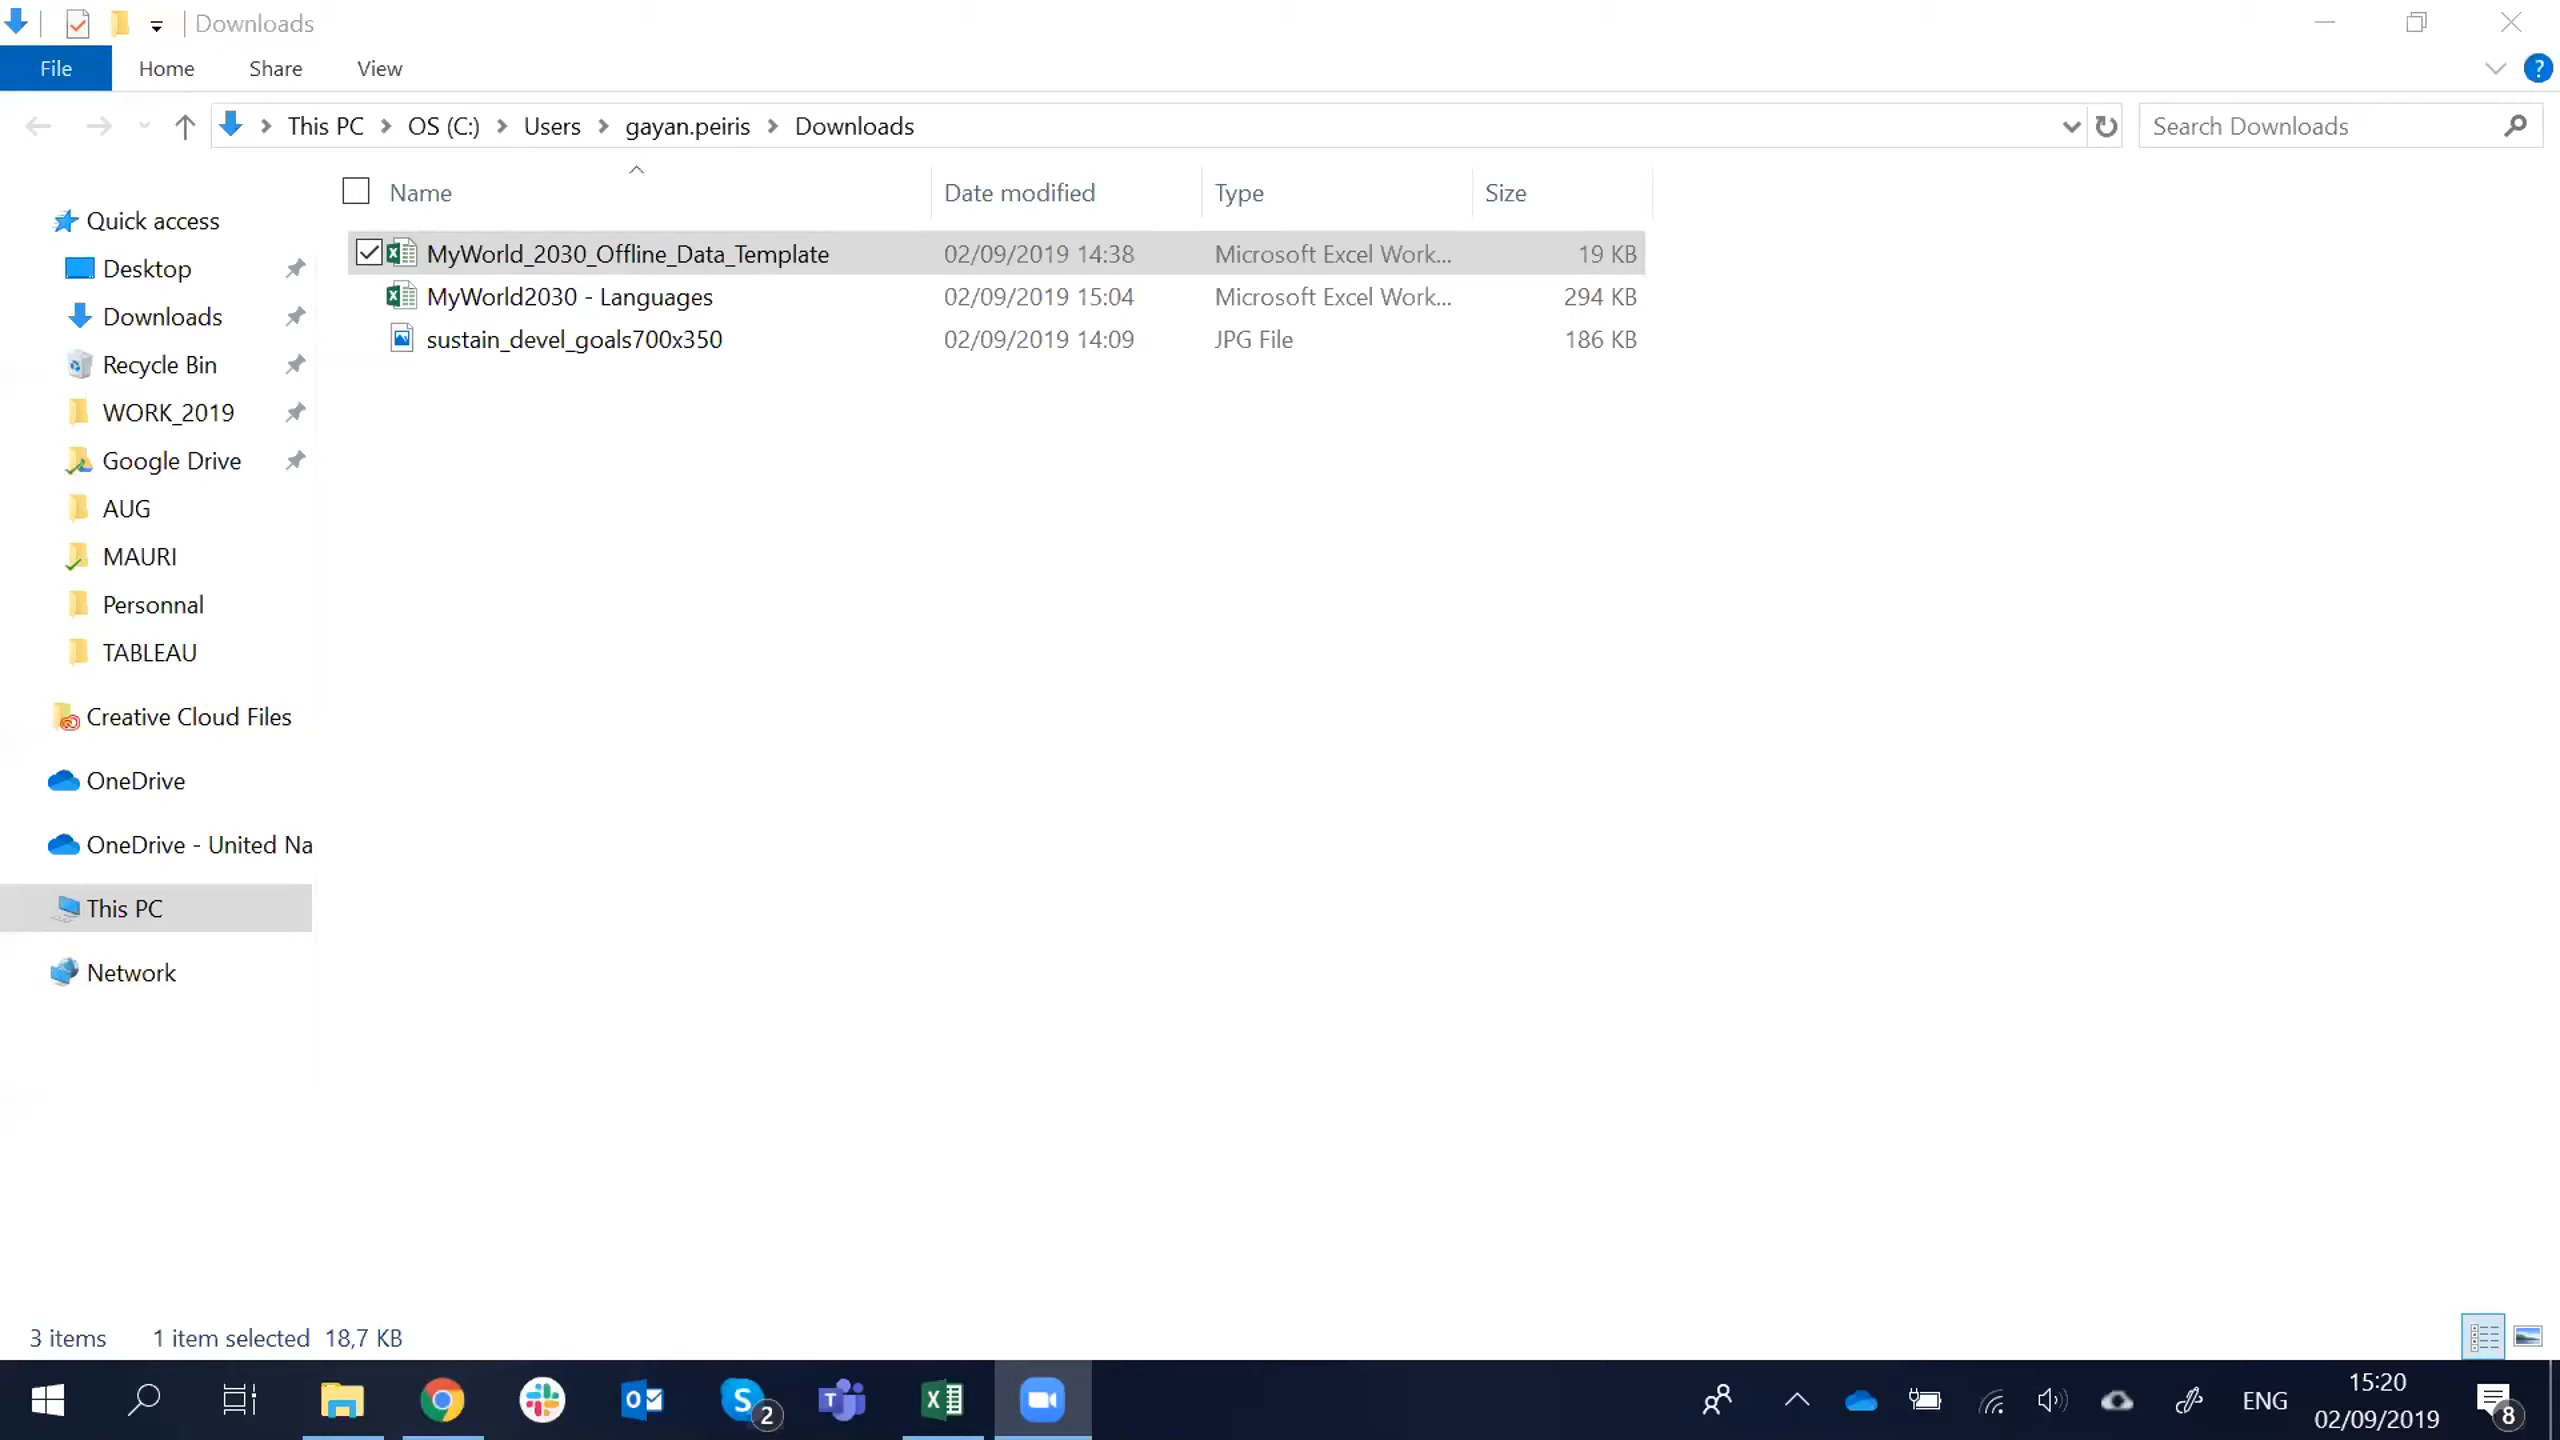 Downloads
File Home Share View
This PC OS (C:) Users gayan.peiris Downloads Search Downloads
Name Date modified Type Size
Quick access
Desktop
Downloads
Recycle Bin
WORK_2019
Google Drive
AUG
MAURI
Personnal
TABLEAU
Creative Cloud Files
OneDrive
OneDrive - United Na
This PC
Network
MyWorld_2030_Offline_Data_Template 02/09/2019 14:38 Microsoft Excel Work... 19 KB
MyWorld2030 - Languages 02/09/2019 15:04 Microsoft Excel Work... 294 KB
sustain_devel_goals700x350 02/09/2019 14:09 JPG File 186 KB
3 items 1 item selected 18,7 KB
2
ENG
15:20
02/09/2019
8